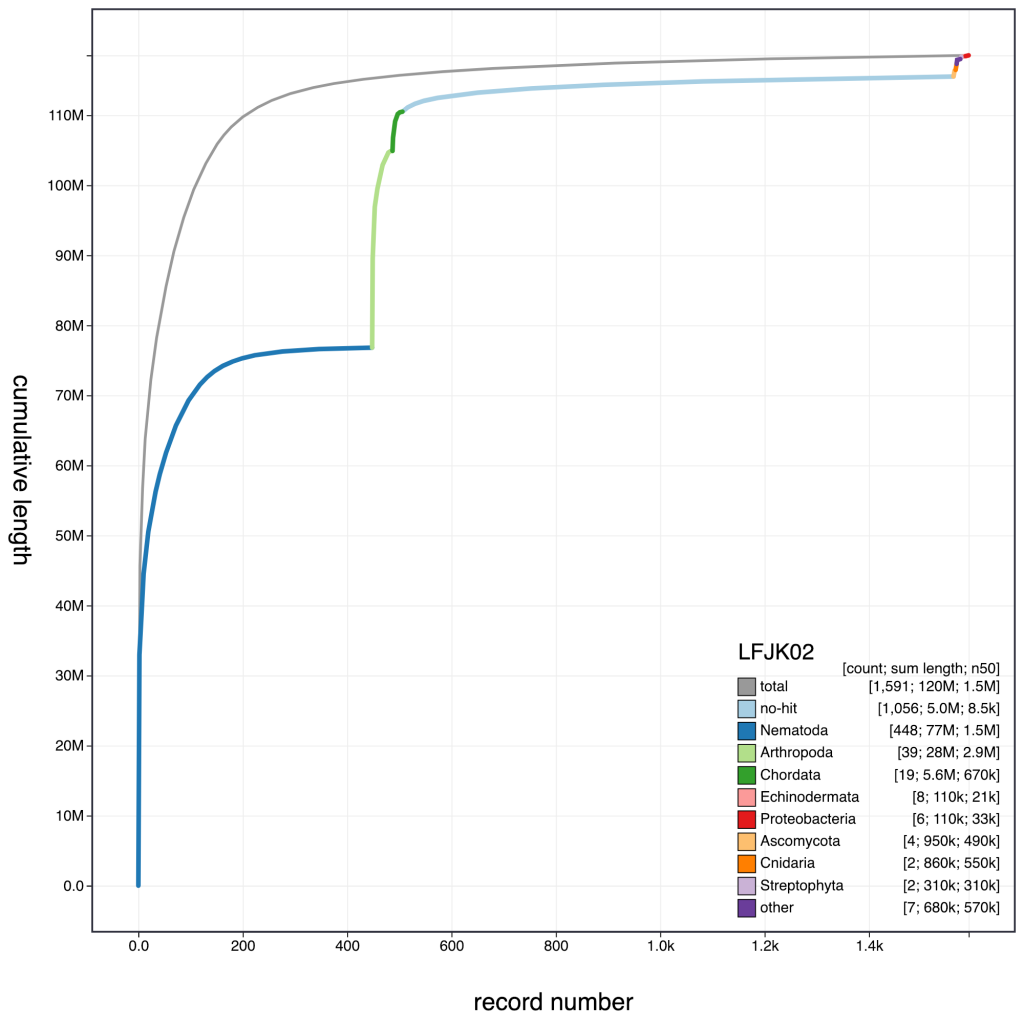 110M
100M
90M
80M
70M
60M
50M
40M
30M
20M
10M
0.0
cumulative length
LFJK02
[count; sum length; n50]
total [1,591; 120M; 1.5M]
no-hit [1,056; 5.0M; 8.5k]
Nematoda [448; 77M; 1.5M]
Arthropoda [39; 28M; 2.9M]
Chordata [19; 5.6M; 670k]
Echinodermata [8; 110k; 21k]
Proteobacteria [6; 110k; 33k]
Ascomycota [4; 950k; 490k]
Cnidaria [2; 860k; 550k]
Streptophyta [2; 310k; 310k]
other [7; 680k; 570k]
0.0 200 400 600 800 1.0k 1.2k 1.4k
record number